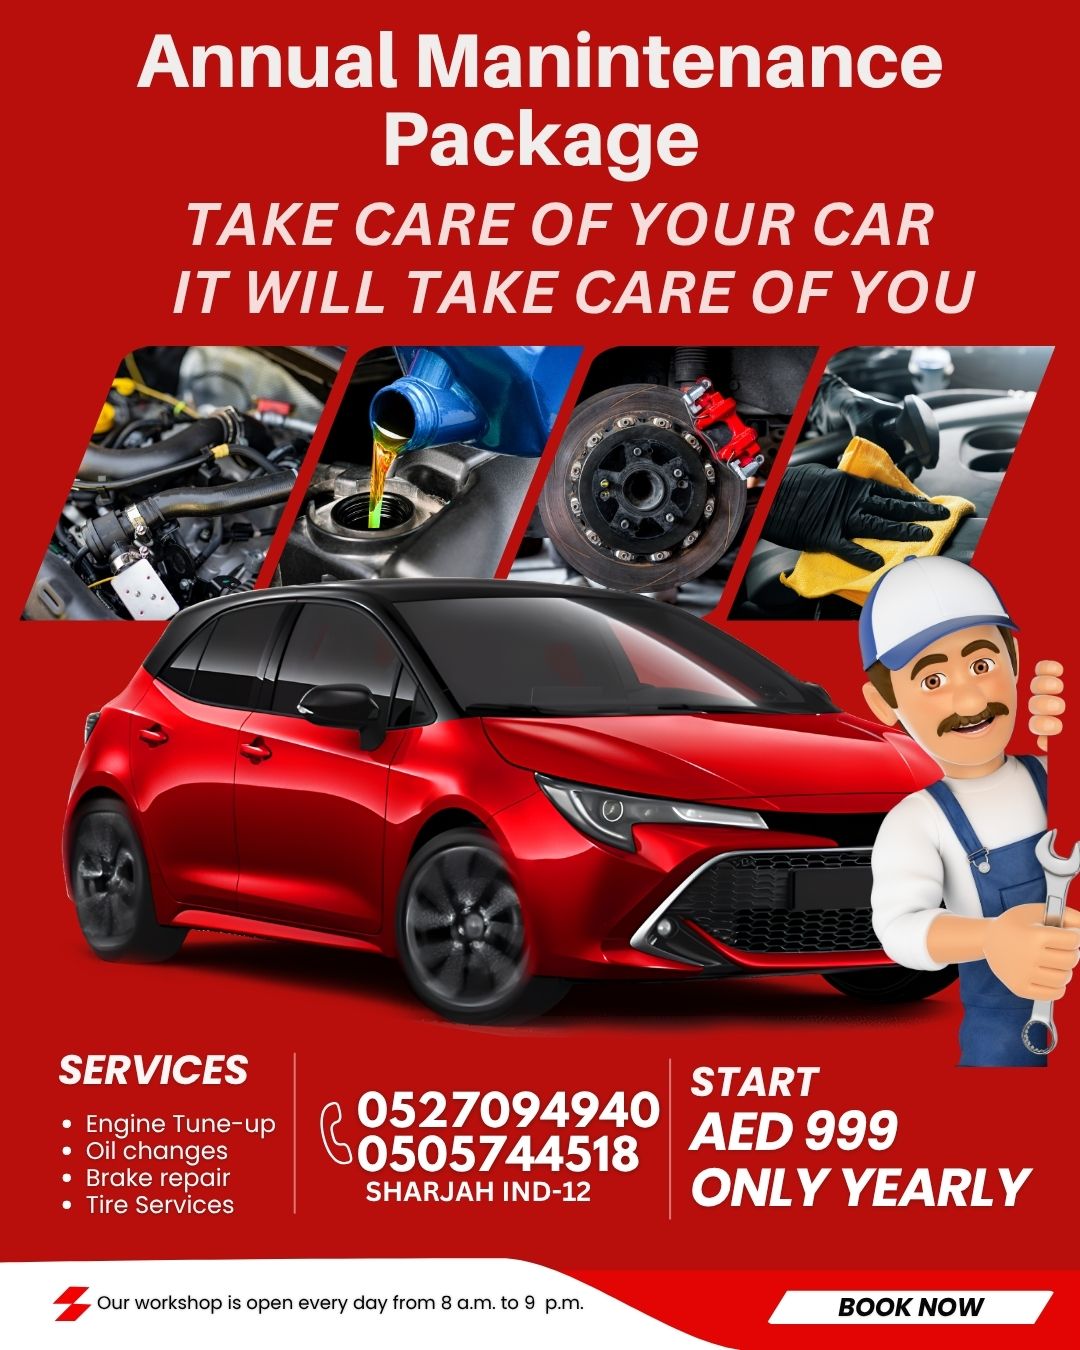 Annual Manintenance
Package
TAKE CARE OF YOUR CAR
IT WILL TAKE CARE OF YOU
SERVICES
• Engine Tune-up
• Oil changes
• Brake repair
• Tire Services
0527094940
0505744518
SHARJAH IND-12
START
AED 999
ONLY YEARLY
Our workshop is open every day from 8 a.m. to 9 p.m.
BOOK NOW